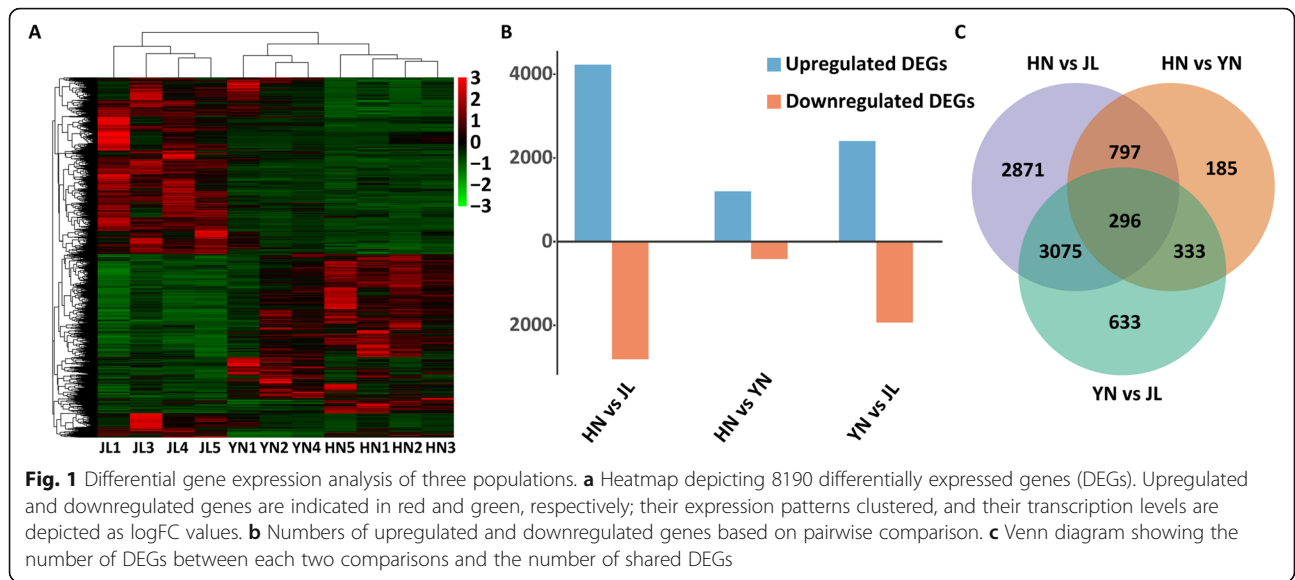 A
3
2
1
0
−1
−2
−3
JL1 JL3 JL4 JL5 YN1 YN2 YN4 HN5 HN1 HN2 HN3
B
4000
2000
0
2000
Upregulated DEGs
Downregulated DEGs
HN vs JL
HN vs YN
YN vs JL
C
HN vs JL HN vs YN
797
2871 185
296
3075 333
633
YN vs JL
Fig. 1 Differential gene expression analysis of three populations. a Heatmap depicting 8190 differentially expressed genes (DEGs). Upregulated
and downregulated genes are indicated in red and green, respectively; their expression patterns clustered, and their transcription levels are
depicted as logFC values. b Numbers of upregulated and downregulated genes based on pairwise comparison. c Venn diagram showing the
number of DEGs between each two comparisons and the number of shared DEGs